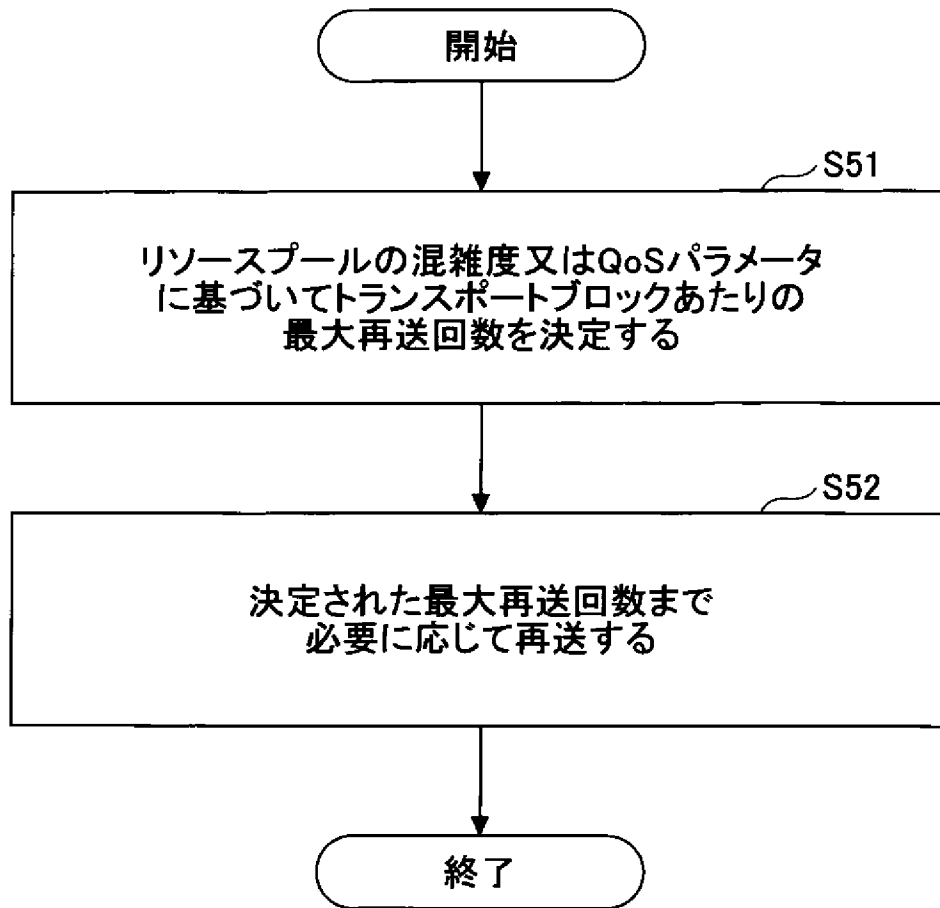 開始
S51
リソースプールの混雑度又はQoSパラメータ
に基づいてトランスポートブロックあたりの
最大再送回数を決定する
S52
決定された最大再送回数まで
必要に応じて再送する
終了